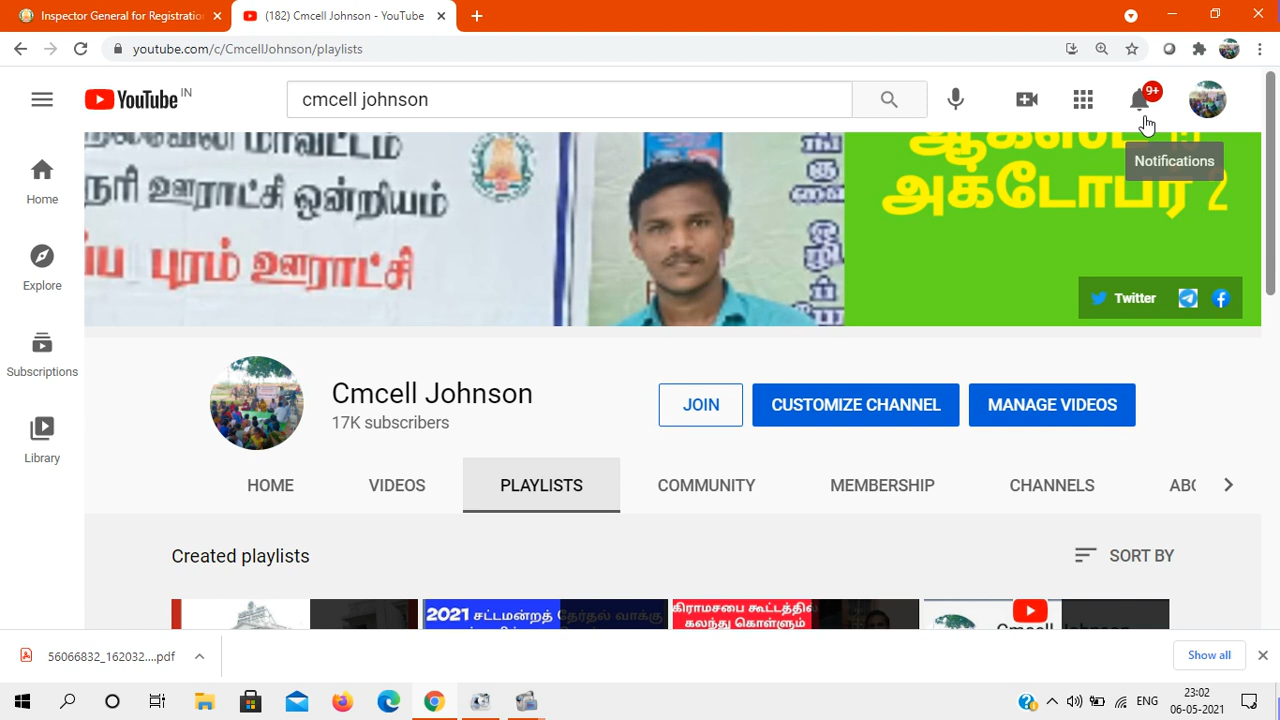 Inspector General for Registratio
(182) Cmcell Johnson - YouTube
youtube.com/c/CmcellJohnson/playlists
YouTube IN
cmcell johnson
9+
Notifications
Home
Explore
Subscriptions
Library
மாவட்டம்
ஊராட்சி ஒன்றியம்
புரம் ஊராட்சி
அக்டோபர் 2
Twitter
Cmcell Johnson
17K subscribers
JOIN
CUSTOMIZE CHANNEL
MANAGE VIDEOS
HOME
VIDEOS
PLAYLISTS
COMMUNITY
MEMBERSHIP
CHANNELS
Created playlists
SORT BY
2021 சட்டமன்றத் தேர்தல் வாக்கு
கிராமசபை கூட்டத்தில்
கலந்து கொள்ளும்
56066832_162032....pdf
Show all
ENG
23:02
06-05-2021